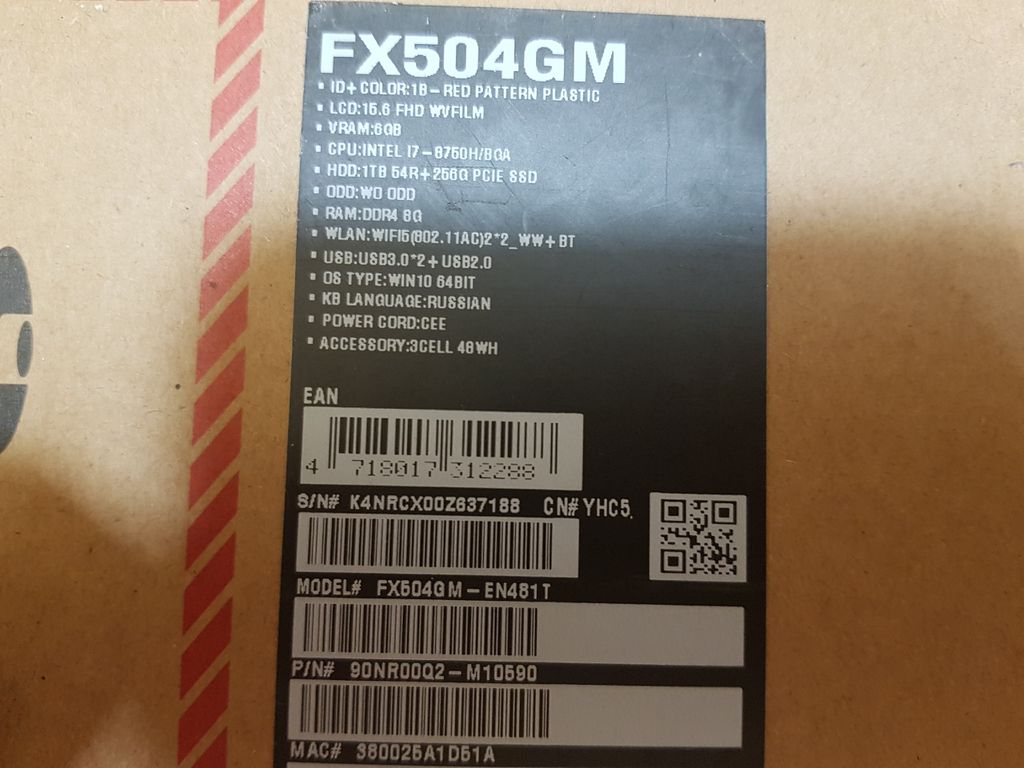 FX504GM
▪ ID+ COLOR:1B-RED PATTERN PLASTIC
▪ LCD:15.6 FHD WVFILM
▪ VRAM:6GB
▪ CPU:INTEL I7-8750H/BGA
▪ HDD:1TB 54R+256G PCIE SSD
▪ ODD:WO ODD
▪ RAM:DDR4 8G
▪ WLAN:WIFI5(802.11AC)2*2_WW+BT
▪ USB:USB3.0*2+USB2.0
▪ OS TYPE:WIN10 64BIT
▪ KB LANGUAGE:RUSSIAN
▪ POWER CORD:CEE
▪ ACCESSORY:3CELL 48WH
EAN
4 718017 312288
S/N# K4NRCX00Z637188 CN# YHC5.
MODEL# FX504GM-EN481T
P/N# 90NR00Q2-M10590
MAC# 380025A1D51A